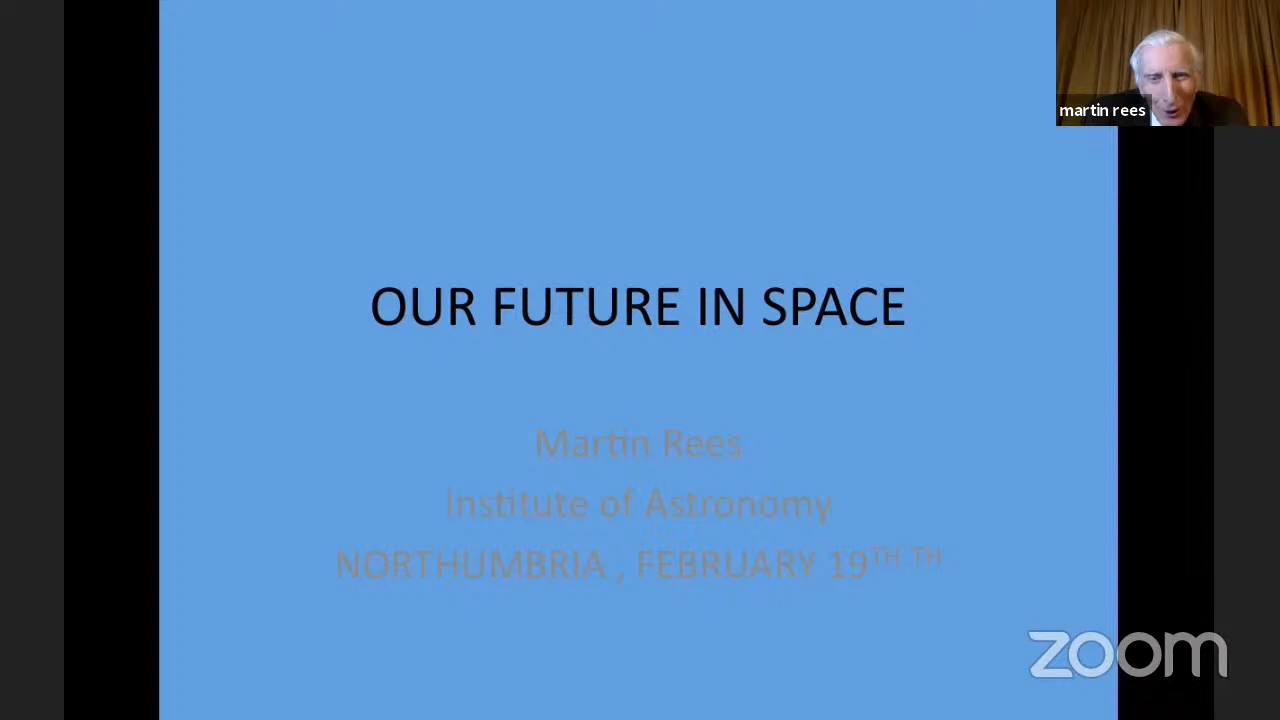 martin rees
OUR FUTURE IN SPACE
Martin Rees
Institute of Astronomy
NORTHUMBRIA , FEBRUARY 19TH TH
zoom